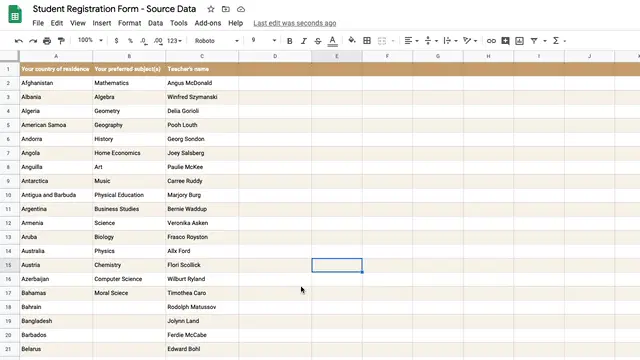 Student Registration Form - Source Data
File Edit View Insert Format Data Tools Add-ons Help Last edit was seconds ago
100% $ % .0 .00 123 Roboto 9 B I S A
A B C D E F G H I J
1 Your country of residence Your preferred subject(s) Teacher's name
2 Afghanistan Mathematics Angus McDonald
3 Albania Algebra Winfred Szymanski
4 Algeria Geometry Delia Gorioli
5 American Samoa Geography Pooh Louth
6 Andorra History Georg Sondon
7 Angola Home Economics Joey Salsberg
8 Anguilla Art Paulie McKee
9 Antarctica Music Carree Ruddy
10 Antigua and Barbuda Physical Education Marjory Burg
11 Argentina Business Studies Bernie Waddup
12 Armenia Science Veronika Asken
13 Aruba Biology Frasco Royston
14 Australia Physics Allx Ford
15 Austria Chemistry Flori Scollick
16 Azerbaijan Computer Science Wilburt Ryland
17 Bahamas Moral Sciece Timothea Caro
18 Bahrain Rodolph Matussov
19 Bangladesh Jolynn Land
20 Barbados Ferdie McCabe
21 Belarus Edward Bohl